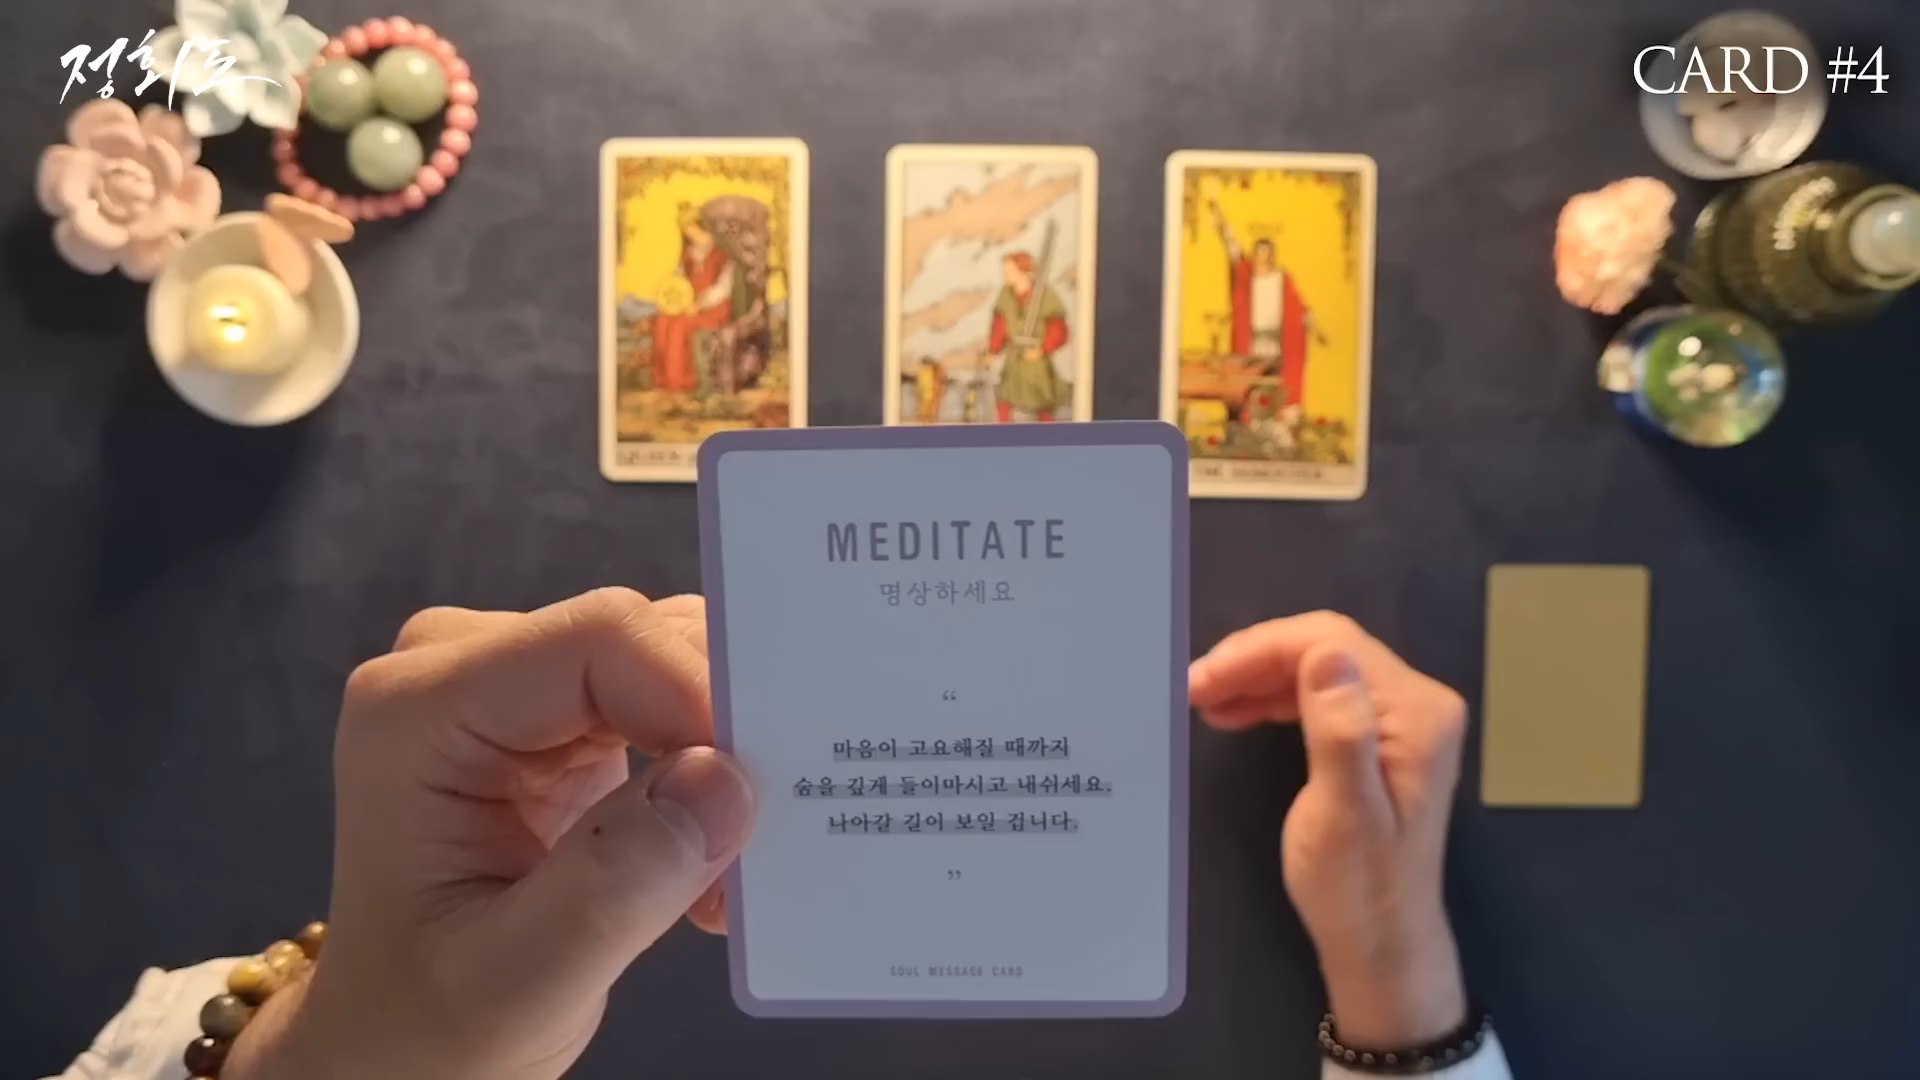 정회도
CARD #4
MEDITATE
명상하세요
“
마음이 고요해질 때까지
숨을 깊게 들이마시고 내쉬세요.
나아갈 길이 보일 겁니다.
”
SOUL MESSAGE CARD